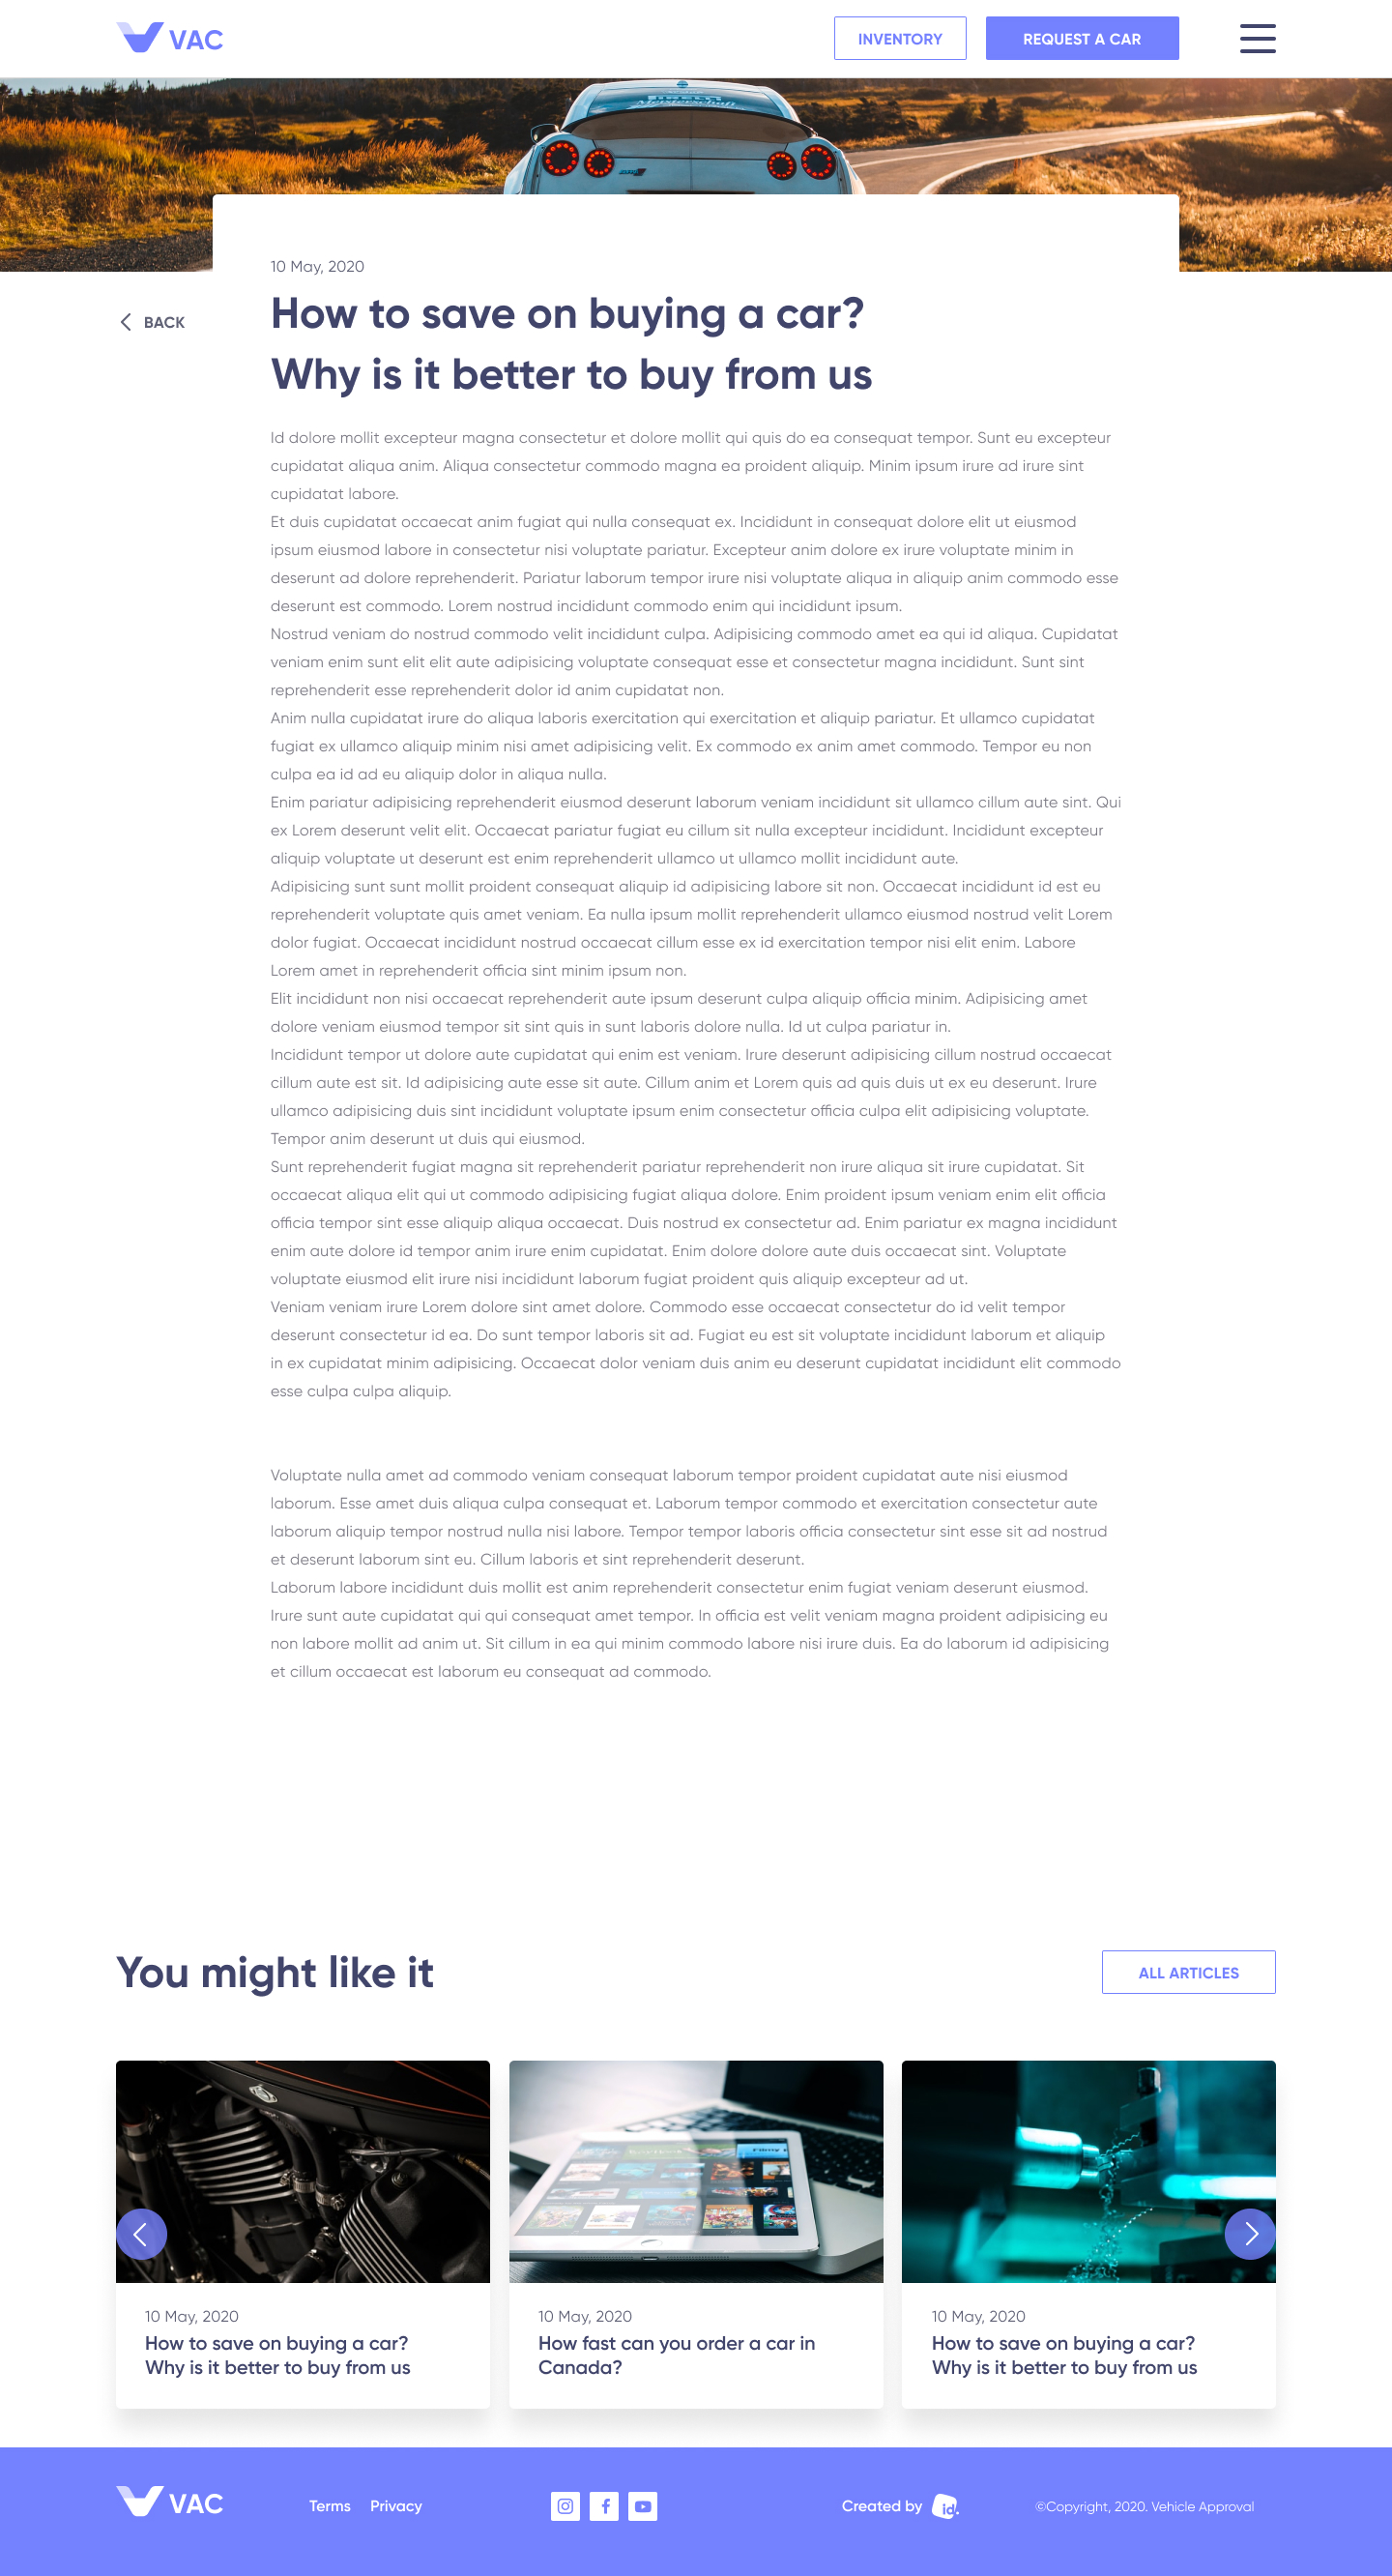 VAC
INVENTORY
REQUEST A CAR
10 May, 2020
BACK
How to save on buying a car?
Why is it better to buy from us
Id dolore mollit excepteur magna consectetur et dolore mollit qui quis do ea consequat tempor. Sunt eu excepteur
cupidatat aliqua anim. Aliqua consectetur commodo magna ea proident aliquip. Minim ipsum irure ad irure sint
cupidatat labore.
Et duis cupidatat occaecat anim fugiat qui nulla consequat ex. Incididunt in consequat dolore elit ut eiusmod
ipsum eiusmod labore in consectetur nisi voluptate pariatur. Excepteur anim dolore ex irure voluptate minim in
deserunt ad dolore reprehenderit. Pariatur laborum tempor irure nisi voluptate aliqua in aliquip anim commodo esse
deserunt est commodo. Lorem nostrud incididunt commodo enim qui incididunt ipsum.
Nostrud veniam do nostrud commodo velit incididunt culpa. Adipisicing commodo amet ea qui id aliqua. Cupidatat
veniam enim sunt elit elit aute adipisicing voluptate consequat esse et consectetur magna incididunt. Sunt sint
reprehenderit esse reprehenderit dolor id anim cupidatat non.
Anim nulla cupidatat irure do aliqua laboris exercitation qui exercitation et aliquip pariatur. Et ullamco cupidatat
fugiat ex ullamco aliquip minim nisi amet adipisicing velit. Ex commodo ex anim amet commodo. Tempor eu non
culpa ea id ad eu aliquip dolor in aliqua nulla.
Enim pariatur adipisicing reprehenderit eiusmod deserunt laborum veniam incididunt sit ullamco cillum aute sint. Qui
ex Lorem deserunt velit elit. Occaecat pariatur fugiat eu cillum sit nulla excepteur incididunt. Incididunt excepteur
aliquip voluptate ut deserunt est enim reprehenderit ullamco ut ullamco mollit incididunt aute.
Adipisicing sunt sunt mollit proident consequat aliquip id adipisicing labore sit non. Occaecat incididunt id est eu
reprehenderit voluptate quis amet veniam. Ea nulla ipsum mollit reprehenderit ullamco eiusmod nostrud velit Lorem
dolor fugiat. Occaecat incididunt nostrud occaecat cillum esse ex id exercitation tempor nisi elit enim. Labore
Lorem amet in reprehenderit officia sint minim ipsum non.
Elit incididunt non nisi occaecat reprehenderit aute ipsum deserunt culpa aliquip officia minim. Adipisicing amet
dolore veniam eiusmod tempor sit sint quis in sunt laboris dolore nulla. Id ut culpa pariatur in.
Incididunt tempor ut dolore aute cupidatat qui enim est veniam. Irure deserunt adipisicing cillum nostrud occaecat
cillum aute est sit. Id adipisicing aute esse sit aute. Cillum anim et Lorem quis ad quis duis ut ex eu deserunt. Irure
ullamco adipisicing duis sint incididunt voluptate ipsum enim consectetur officia culpa elit adipisicing voluptate.
Tempor anim deserunt ut duis qui eiusmod.
Sunt reprehenderit fugiat magna sit reprehenderit pariatur reprehenderit non irure aliqua sit irure cupidatat. Sit
occaecat aliqua elit qui ut commodo adipisicing fugiat aliqua dolore. Enim proident ipsum veniam enim elit officia
officia tempor sint esse aliquip aliqua occaecat. Duis nostrud ex consectetur ad. Enim pariatur ex magna incididunt
enim aute dolore id tempor anim irure enim cupidatat. Enim dolore dolore aute duis occaecat sint. Voluptate
voluptate eiusmod elit irure nisi incididunt laborum fugiat proident quis aliquip excepteur ad ut.
Veniam veniam irure Lorem dolore sint amet dolore. Commodo esse occaecat consectetur do id velit tempor
deserunt consectetur id ea. Do sunt tempor laboris sit ad. Fugiat eu est sit voluptate incididunt laborum et aliquip
in ex cupidatat minim adipisicing. Occaecat dolor veniam duis anim eu deserunt cupidatat incididunt elit commodo
esse culpa culpa aliquip.
Voluptate nulla amet ad commodo veniam consequat laborum tempor proident cupidatat aute nisi eiusmod
laborum. Esse amet duis aliqua culpa consequat et. Laborum tempor commodo et exercitation consectetur aute
laborum aliquip tempor nostrud nulla nisi labore. Tempor tempor laboris officia consectetur sint esse sit ad nostrud
et deserunt laborum sint eu. Cillum laboris et sint reprehenderit deserunt.
Laborum labore incididunt duis mollit est anim reprehenderit consectetur enim fugiat veniam deserunt eiusmod.
Irure sunt aute cupidatat qui qui consequat amet tempor. In officia est velit veniam magna proident adipisicing eu
non labore mollit ad anim ut. Sit cillum in ea qui minim commodo labore nisi irure duis. Ea do laborum id adipisicing
et cillum occaecat est laborum eu consequat ad commodo.
You might like it
ALL ARTICLES
10 May, 2020
How to save on buying a car?
Why is it better to buy from us
10 May, 2020
How fast can you order a car in
Canada?
10 May, 2020
How to save on buying a car?
Why is it better to buy from us
VAC
Terms
Privacy
Created by
id.
©Copyright, 2020. Vehicle Approval